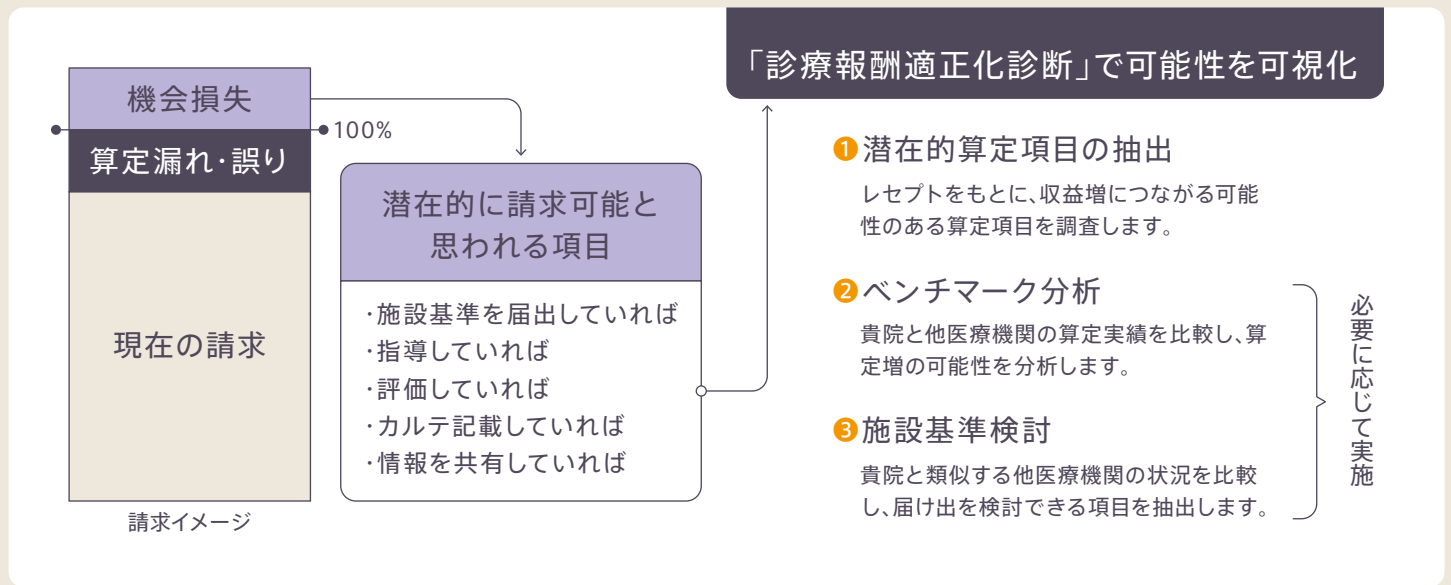 機会損失
100%
算定漏れ・誤り
現在の請求
請求イメージ
潜在的に請求可能と
思われる項目
・施設基準を届出していれば
・指導していれば
・評価していれば
・カルテ記載していれば
・情報を共有していれば
「診療報酬適正化診断」で可能性を可視化
❶潜在的算定項目の抽出
レセプトをもとに、収益増につながる可能
性のある算定項目を調査します。
❷ベンチマーク分析
貴院と他医療機関の算定実績を比較し、算
定増の可能性を分析します。
❸施設基準検討
貴院と類似する他医療機関の状況を比較
し、届け出を検討できる項目を抽出します。
必要に応じて実施